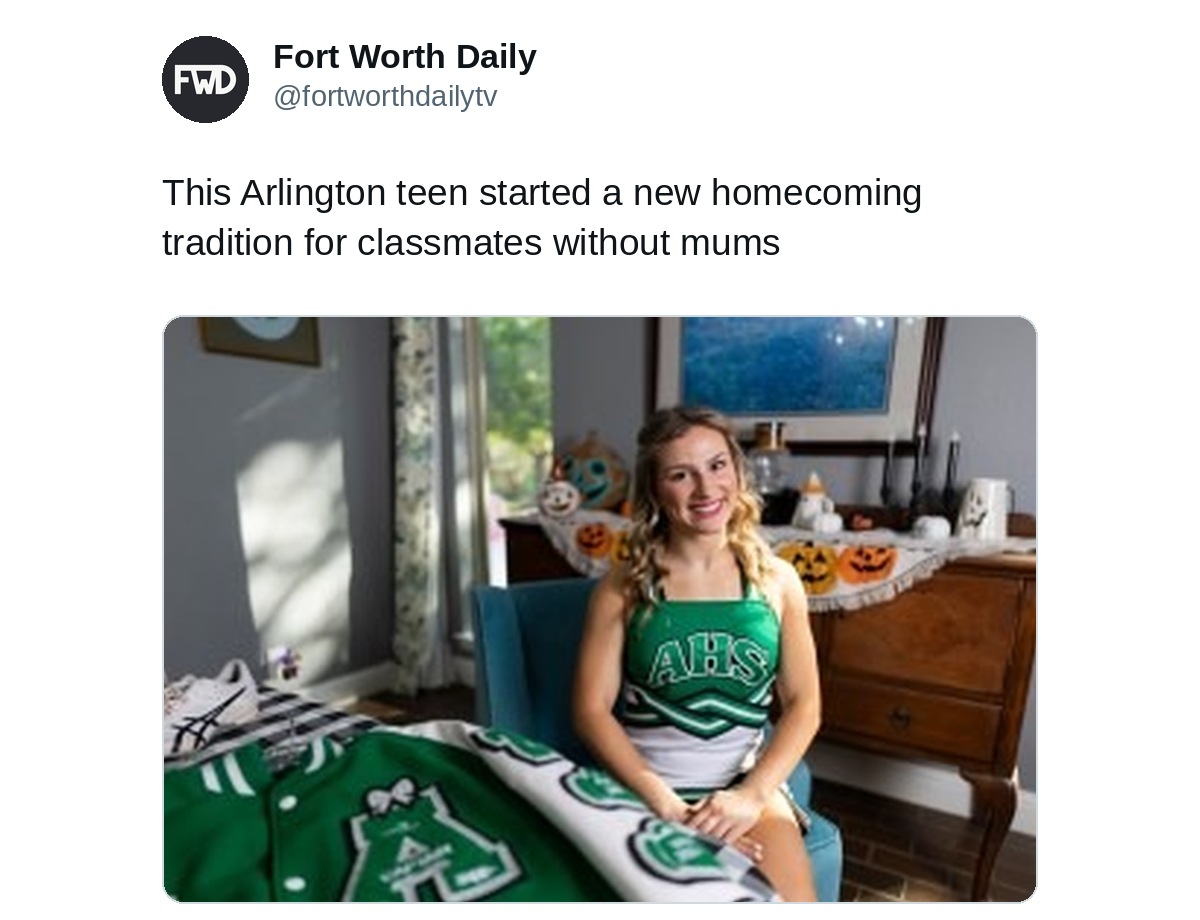 FWD
Fort Worth Daily
@fortworthdailytv
This Arlington teen started a new homecoming
tradition for classmates without mums
AHS
A